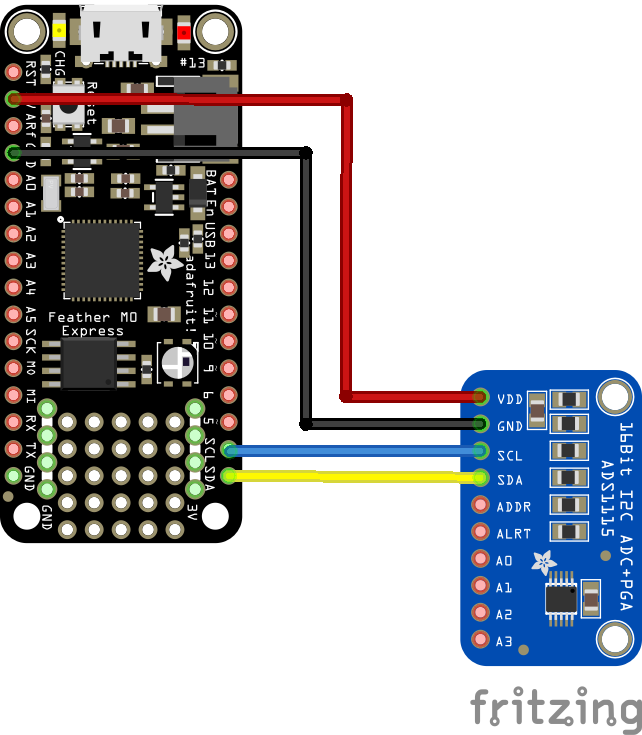 CHG
#13
RST
Reset
ARf
G D
A0
A1
A2
A3
A4
A5
SCK
MO
MI
RX
TX
GND
BAT
En
USB
13
12
11
10
9
6
5
SCL
SDA
adafruit!
Feather M0
Express
GND
3V
VDD
GND
SCL
SDA
ADDR
ALRT
A0
A1
A2
A3
16Bit I2C ADC+PGA
ADS1115
fritzing